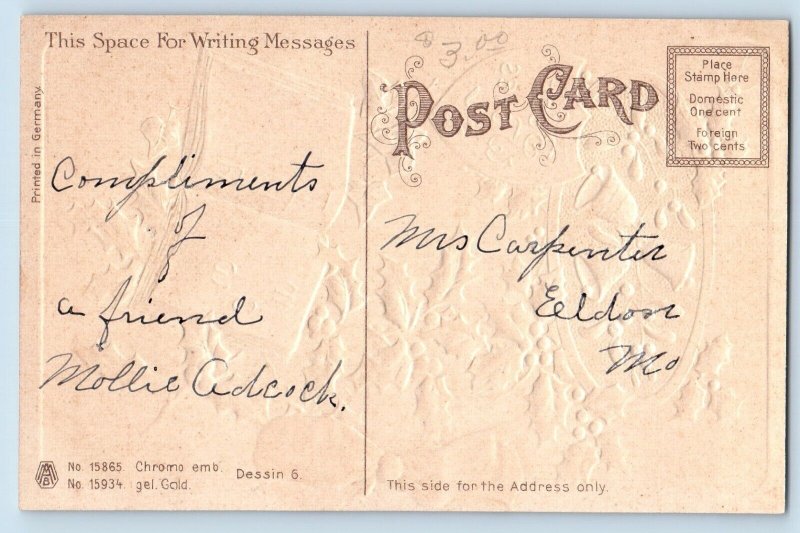 This Space For Writing Messages
Compliments
of
a friend
Mollie Adcock.
Printed in Germany.
No. 15865. Chromo emb.
No. 15934. gel. Gold.
Dessin 6.
3.00
POST CARD
Place
Stamp Here
Domestic
One cent
Foreign
Two cents
Mrs Carpenter
Eldon
Mo
This side for the Address only.